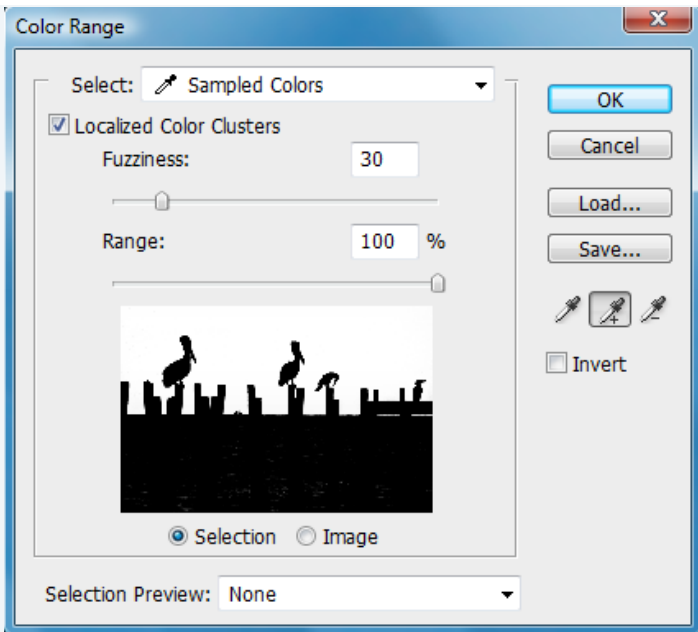 Color Range
Select: Sampled Colors
Localized Color Clusters
Fuzziness: 30
Range: 100 %
Selection Image
Selection Preview: None
OK
Cancel
Load...
Save...
Invert